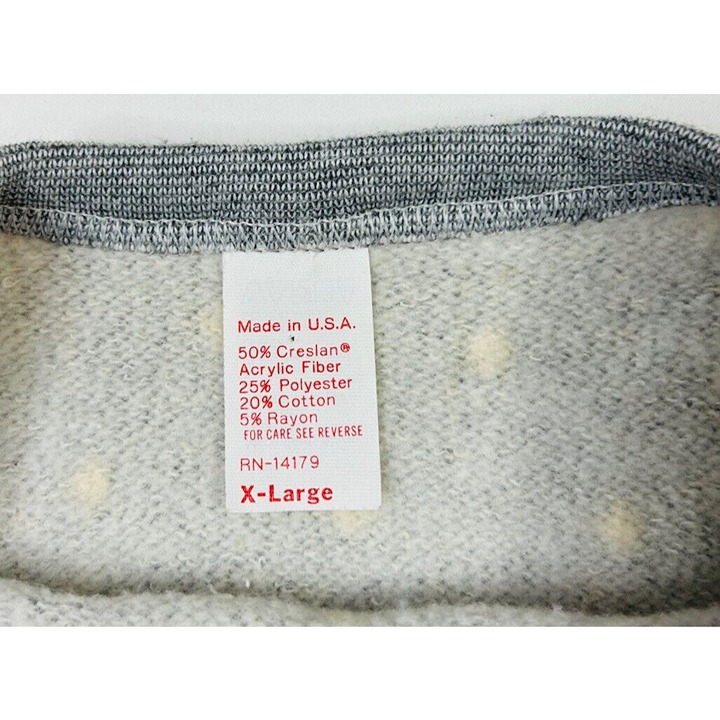 Made in U.S.A.
50% Creslan®
Acrylic Fiber
25% Polyester
20% Cotton
5% Rayon
FOR CARE SEE REVERSE
RN-14179
X-Large